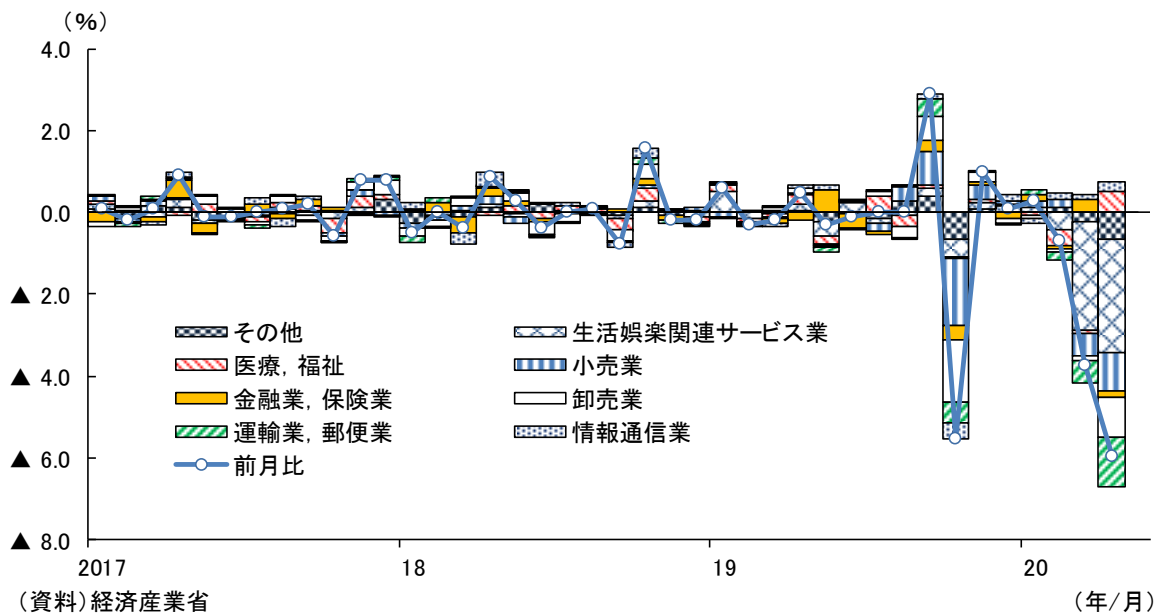 (％)
4.0
2.0
0.0
▲ 2.0
▲ 4.0
▲ 6.0
▲ 8.0
その他
生活娯楽関連サービス業
医療，福祉
小売業
金融業，保険業
卸売業
運輸業，郵便業
情報通信業
前月比
2017 18 19 20
（資料）経済産業省
（年/月）